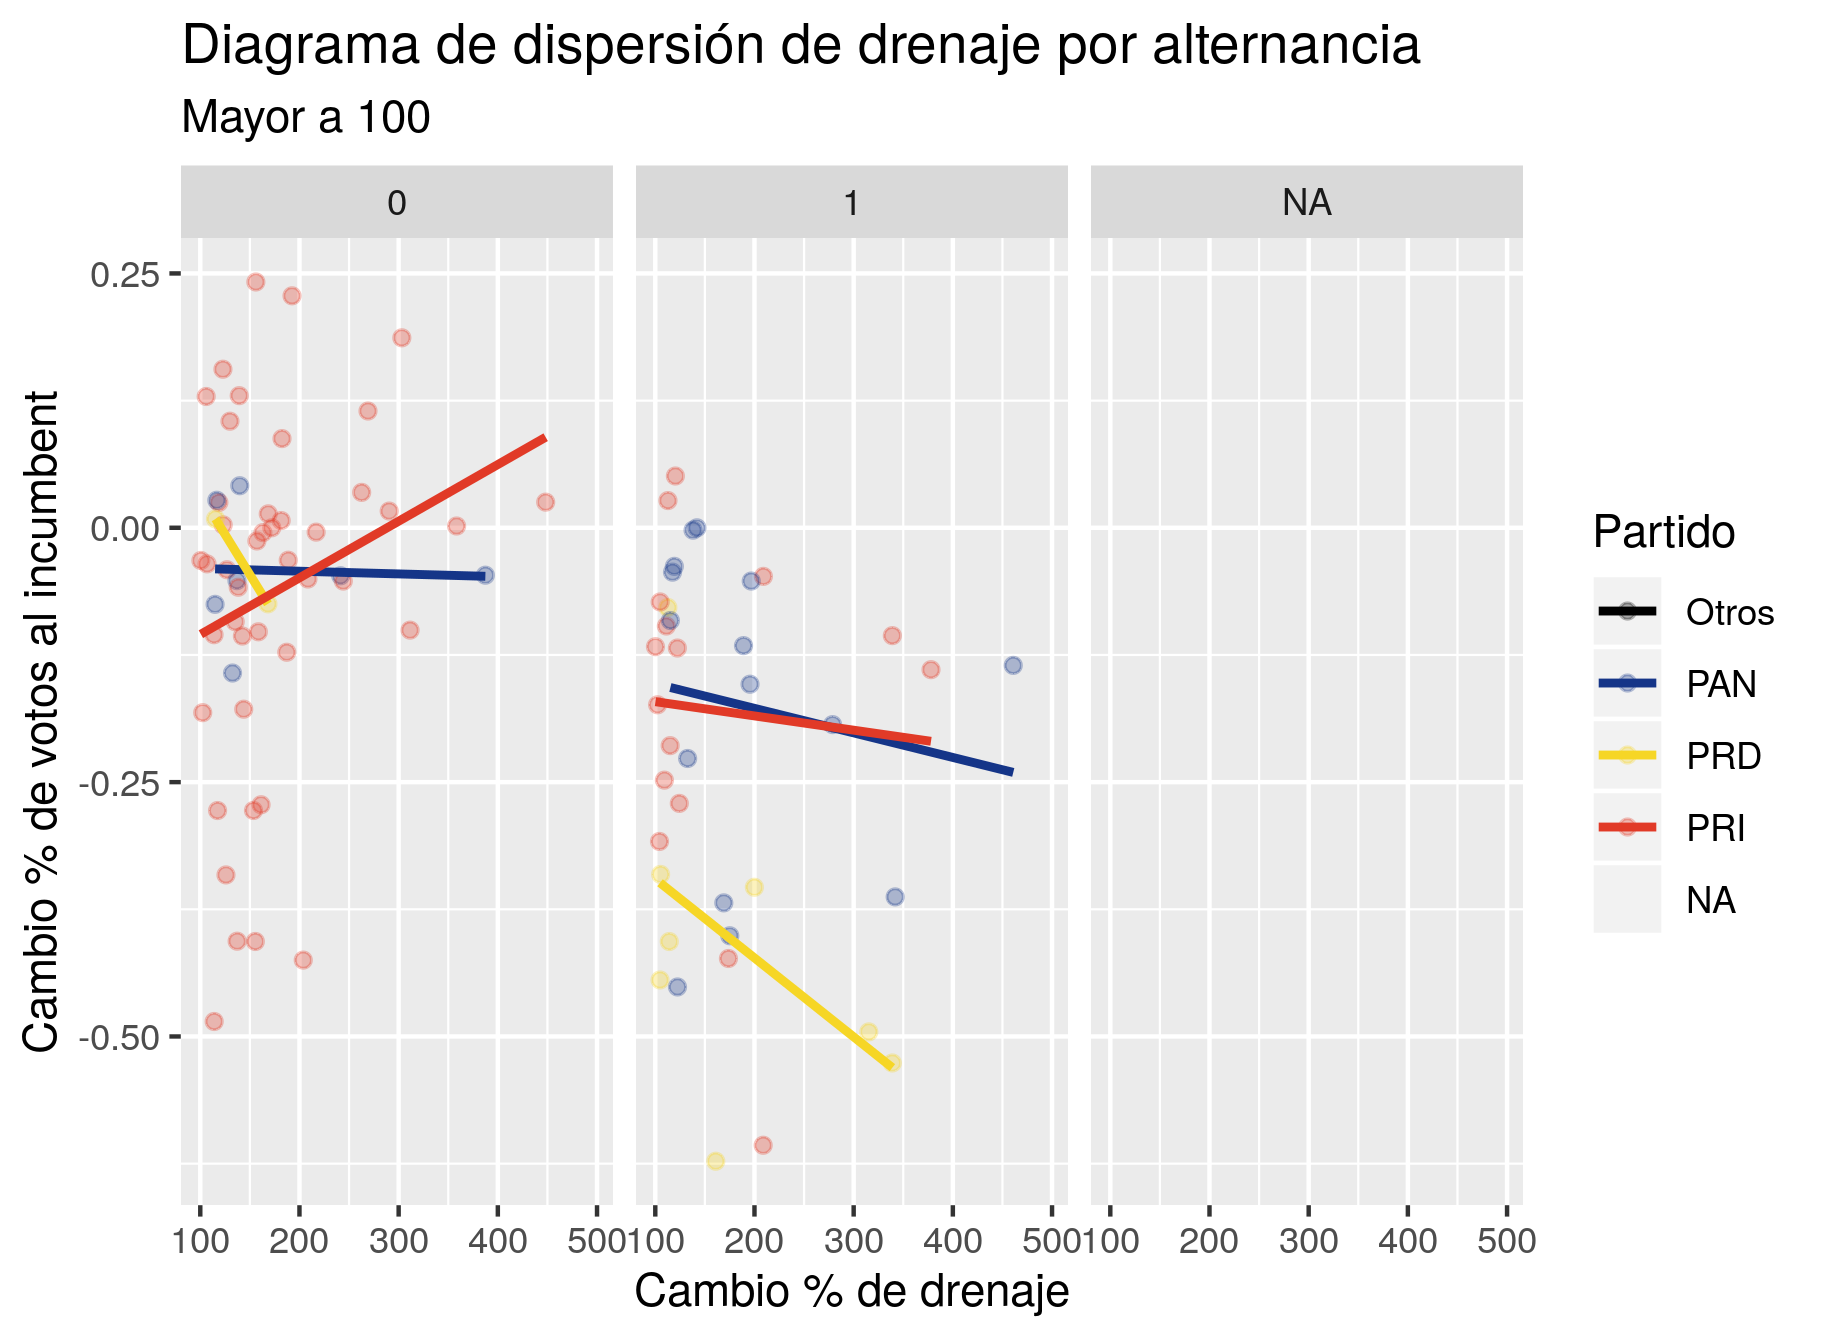 Diagrama de dispersión de drenaje por alternancia
Mayor a 100
0
1
NA
Cambio % de votos al incumbent
0.25
0.00
-0.25
-0.50
100 200 300 400 500
100 200 300 400 500
100 200 300 400 500
Cambio % de drenaje
Partido
Otros
PAN
PRD
PRI
NA